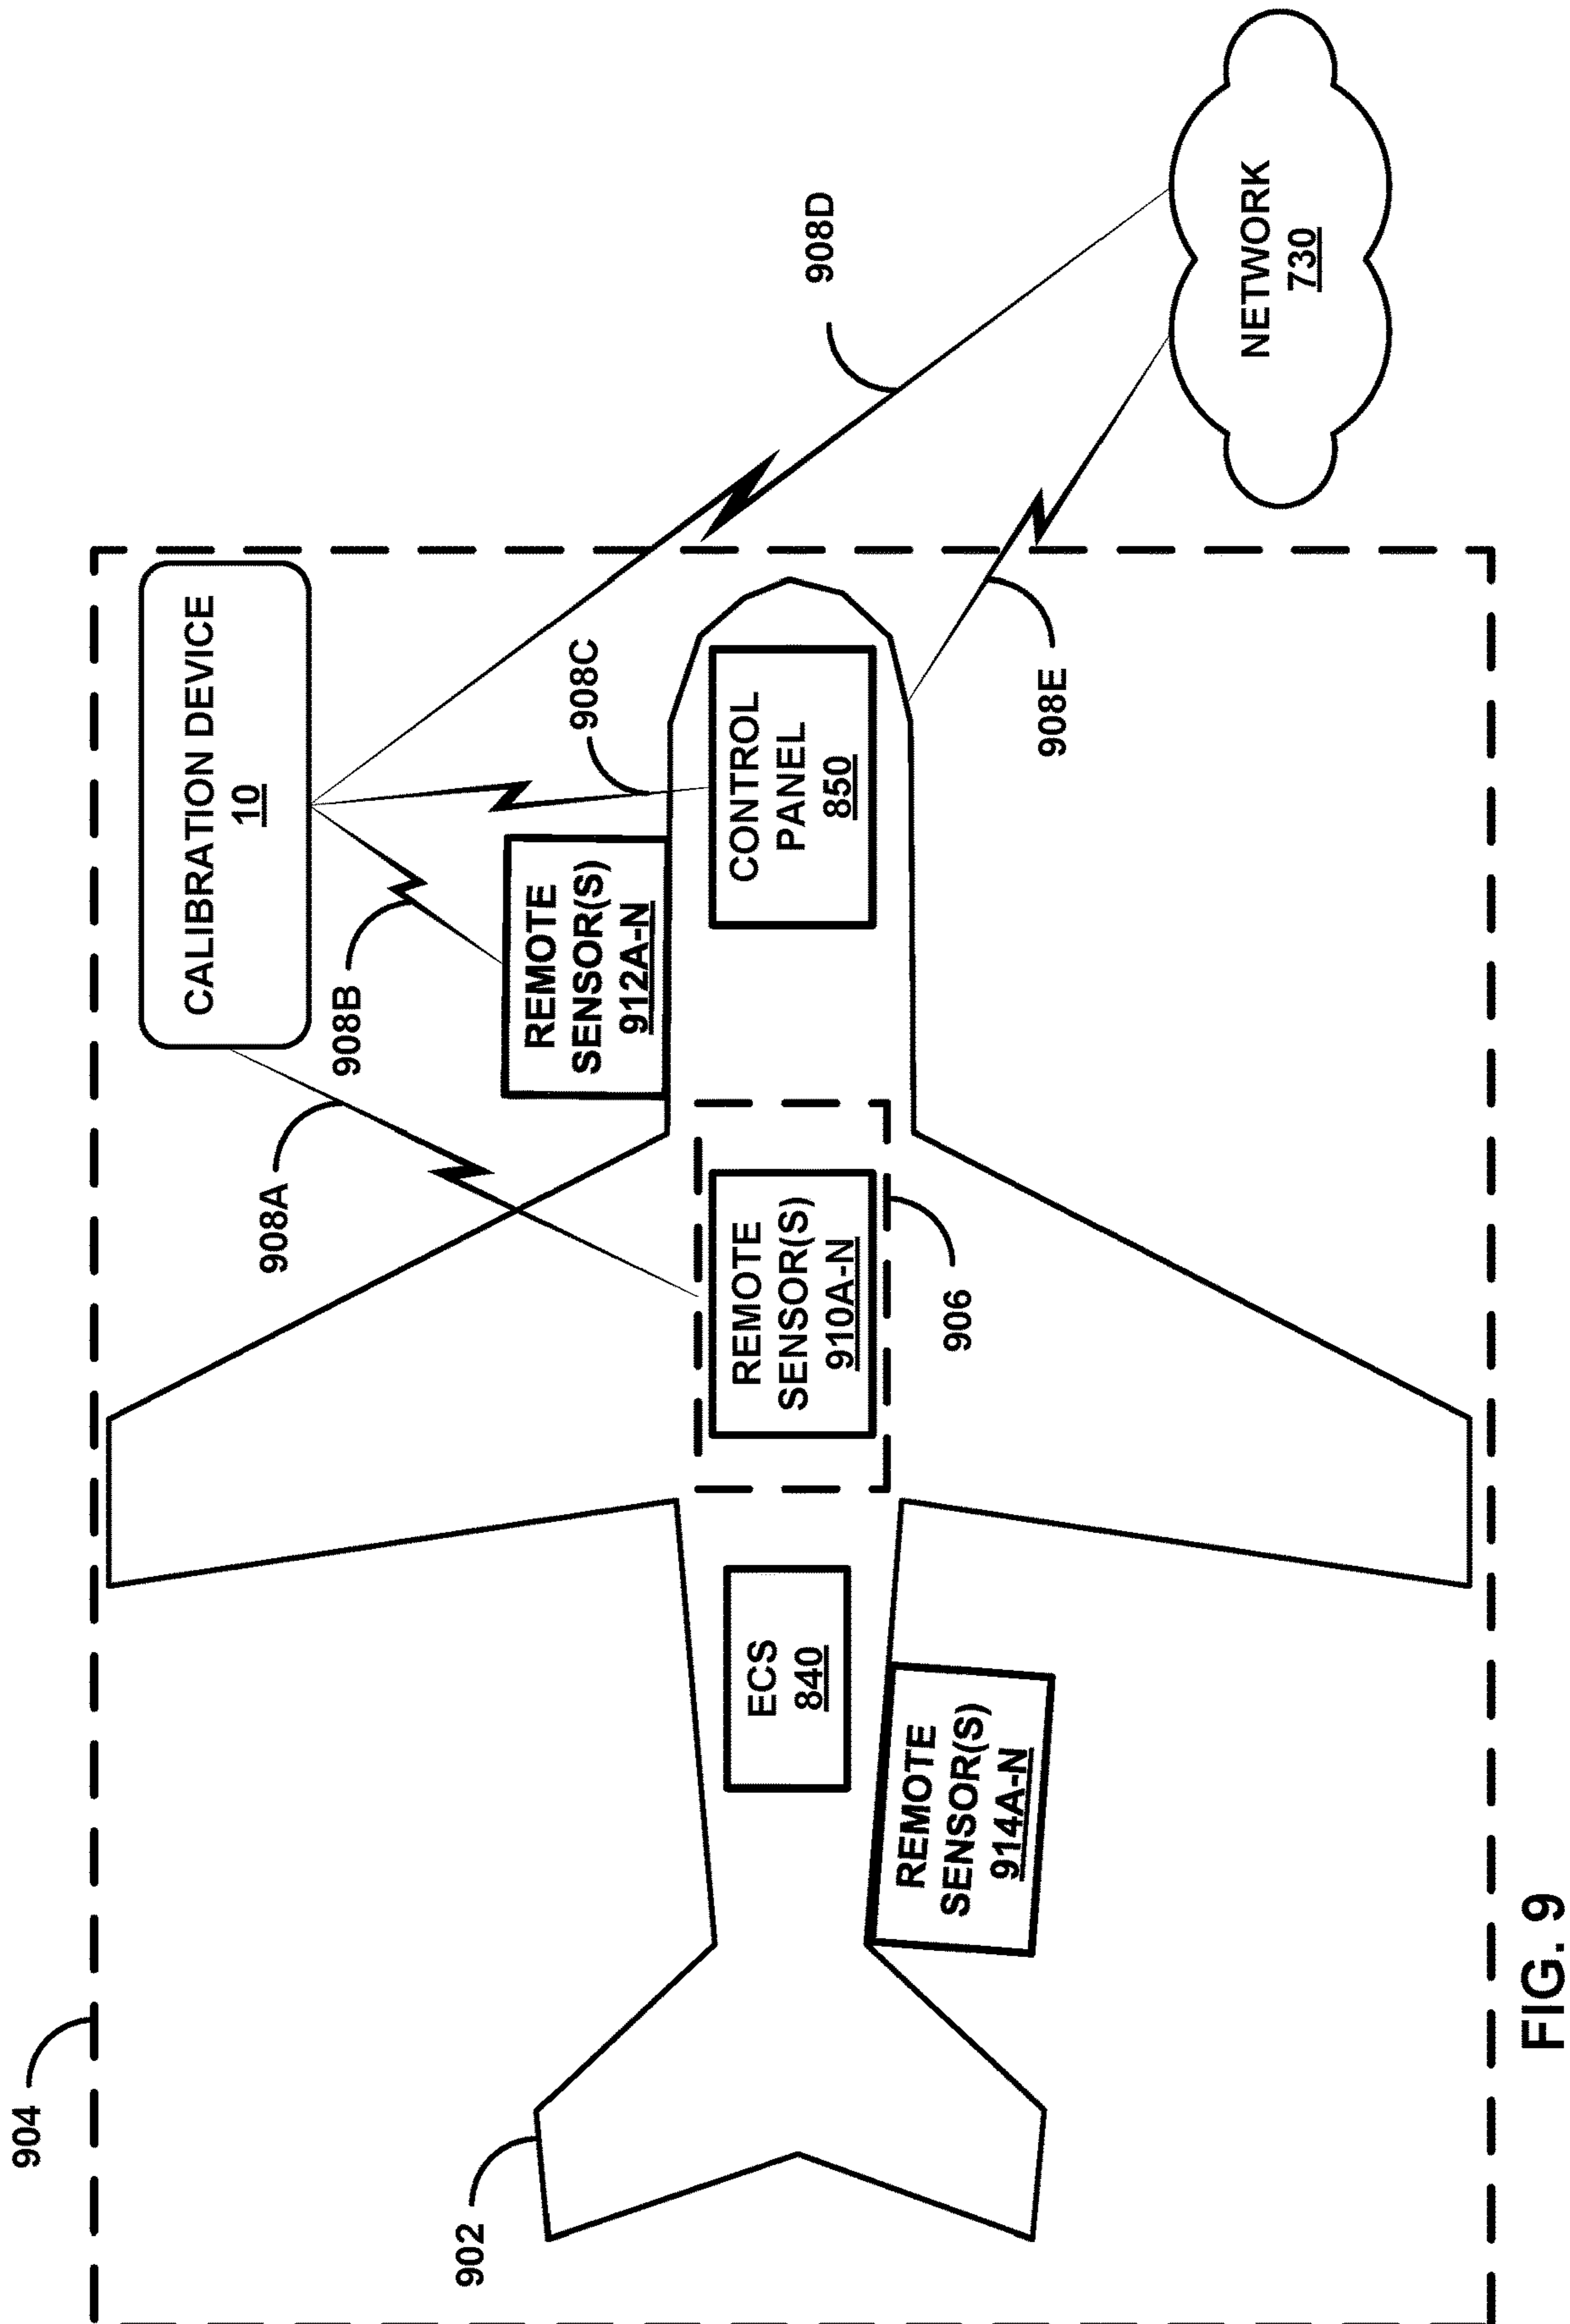 904
902
CALIBRATION DEVICE
10
908A
908B
908C
908D
908E
REMOTE
SENSOR(S)
912A-N
CONTROL
PANEL
850
REMOTE
SENSOR(S)
910A-N
906
ECS
840
REMOTE
SENSOR(S)
914A-N
NETWORK
730
FIG. 9